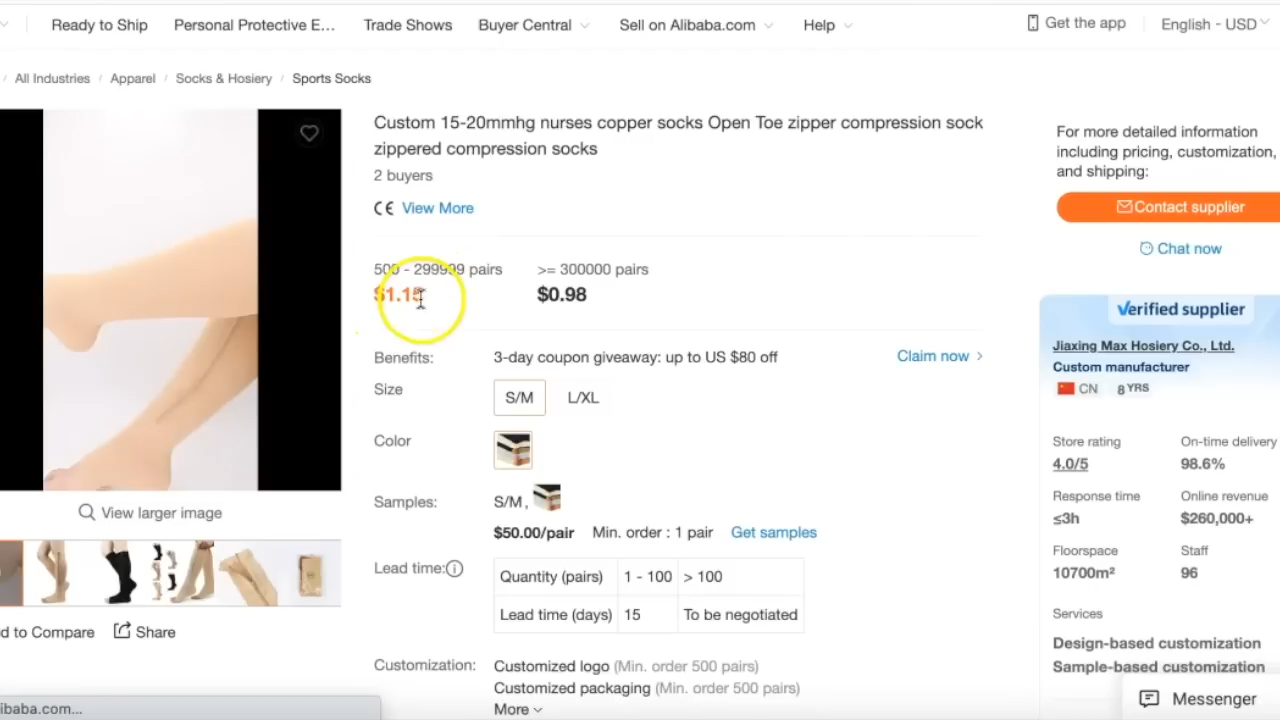 Ready to Ship Personal Protective E... Trade Shows Buyer Central Sell on Alibaba.com Help Get the app English - USD
/ All Industries / Apparel / Socks & Hosiery / Sports Socks
Custom 15-20mmhg nurses copper socks Open Toe zipper compression sock
zippered compression socks
2 buyers
CE View More
500 - 299999 pairs >= 300000 pairs
$1.15 $0.98
Benefits: 3-day coupon giveaway: up to US $80 off Claim now >
Size S/M L/XL
Color
Samples: S/M ,
$50.00/pair Min. order : 1 pair Get samples
Lead time: Quantity (pairs) 1 - 100 > 100
Lead time (days) 15 To be negotiated
Customization: Customized logo (Min. order 500 pairs)
Customized packaging (Min. order 500 pairs)
More
View larger image
d to Compare Share
ibaba.com...
For more detailed information
including pricing, customization,
and shipping:
Contact supplier
Chat now
Verified supplier
Jiaxing Max Hosiery Co., Ltd.
Custom manufacturer
CN 8 YRS
Store rating On-time delivery
4.0/5 98.6%
Response time Online revenue
≤3h $260,000+
Floorspace Staff
10700m² 96
Services
Design-based customization
Sample-based customization
Messenger